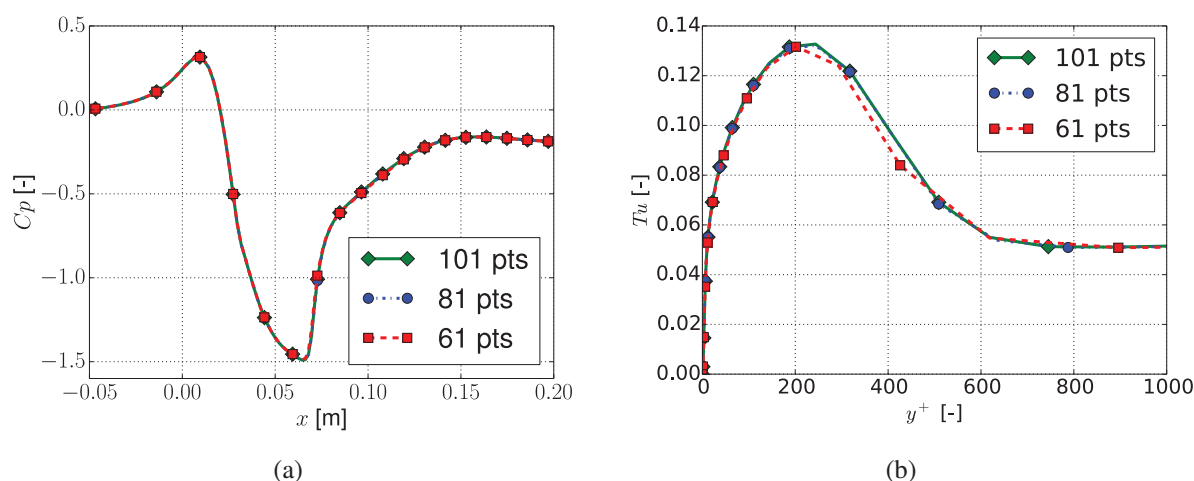 0.5
0.0
−0.5
−1.0
−1.5
Cp [-]
−0.05 0.00 0.05 0.10 0.15 0.20
x [m]
101 pts
81 pts
61 pts
(a)
0.14
0.12
0.10
0.08
0.06
0.04
0.02
0.00
Tu [-]
0 200 400 600 800 1000
y⁺ [-]
101 pts
81 pts
61 pts
(b)